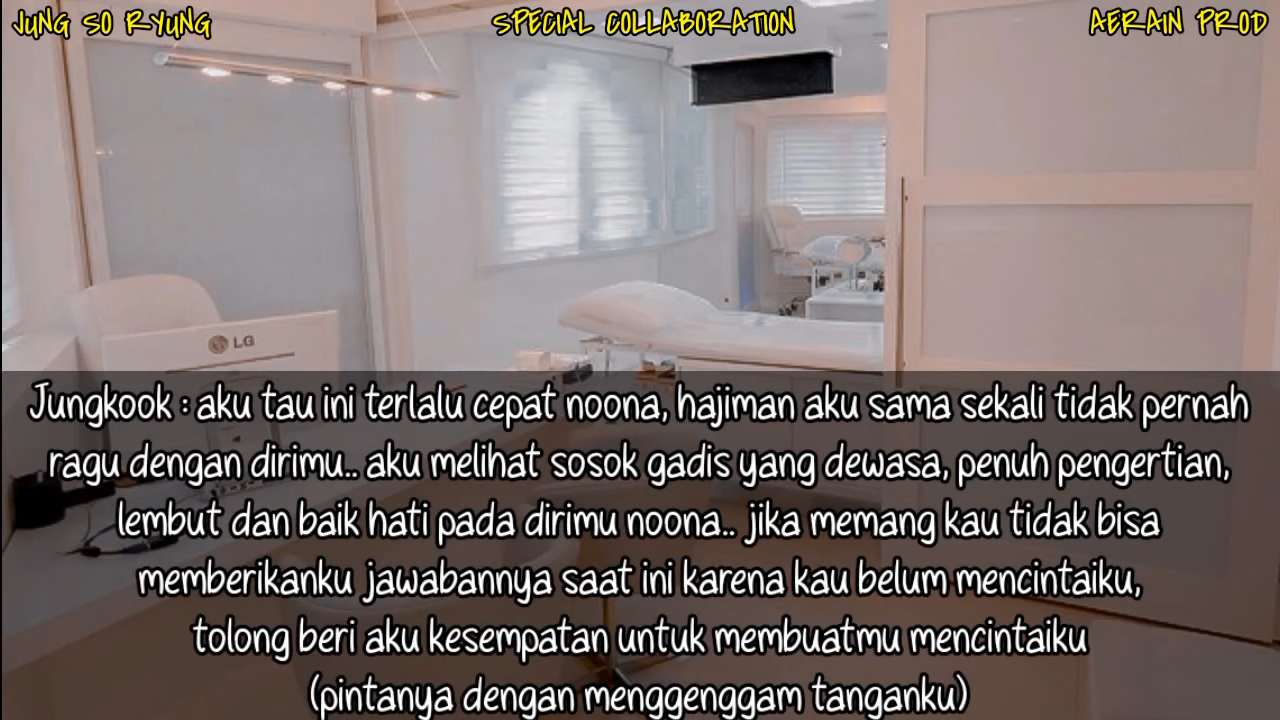 JUNG SO RYUNG
SPECIAL COLLABORATION
AERAIN PROD
LG
Jungkook : aku tau ini terlalu cepat noona, hajiman aku sama sekali tidak pernah
ragu dengan dirimu.. aku melihat sosok gadis yang dewasa, penuh pengertian,
lembut dan baik hati pada dirimu noona.. jika memang kau tidak bisa
memberikanku jawabannya saat ini karena kau belum mencintaiku,
tolong beri aku kesempatan untuk membuatmu mencintaiku
(pintanya dengan menggenggam tanganku)